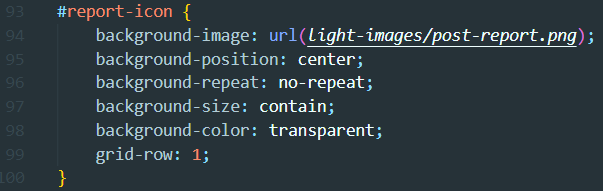 93 #report-icon {
94 background-image: url(light-images/post-report.png);
95 background-position: center;
96 background-repeat: no-repeat;
97 background-size: contain;
98 background-color: transparent;
99 grid-row: 1;
100 }